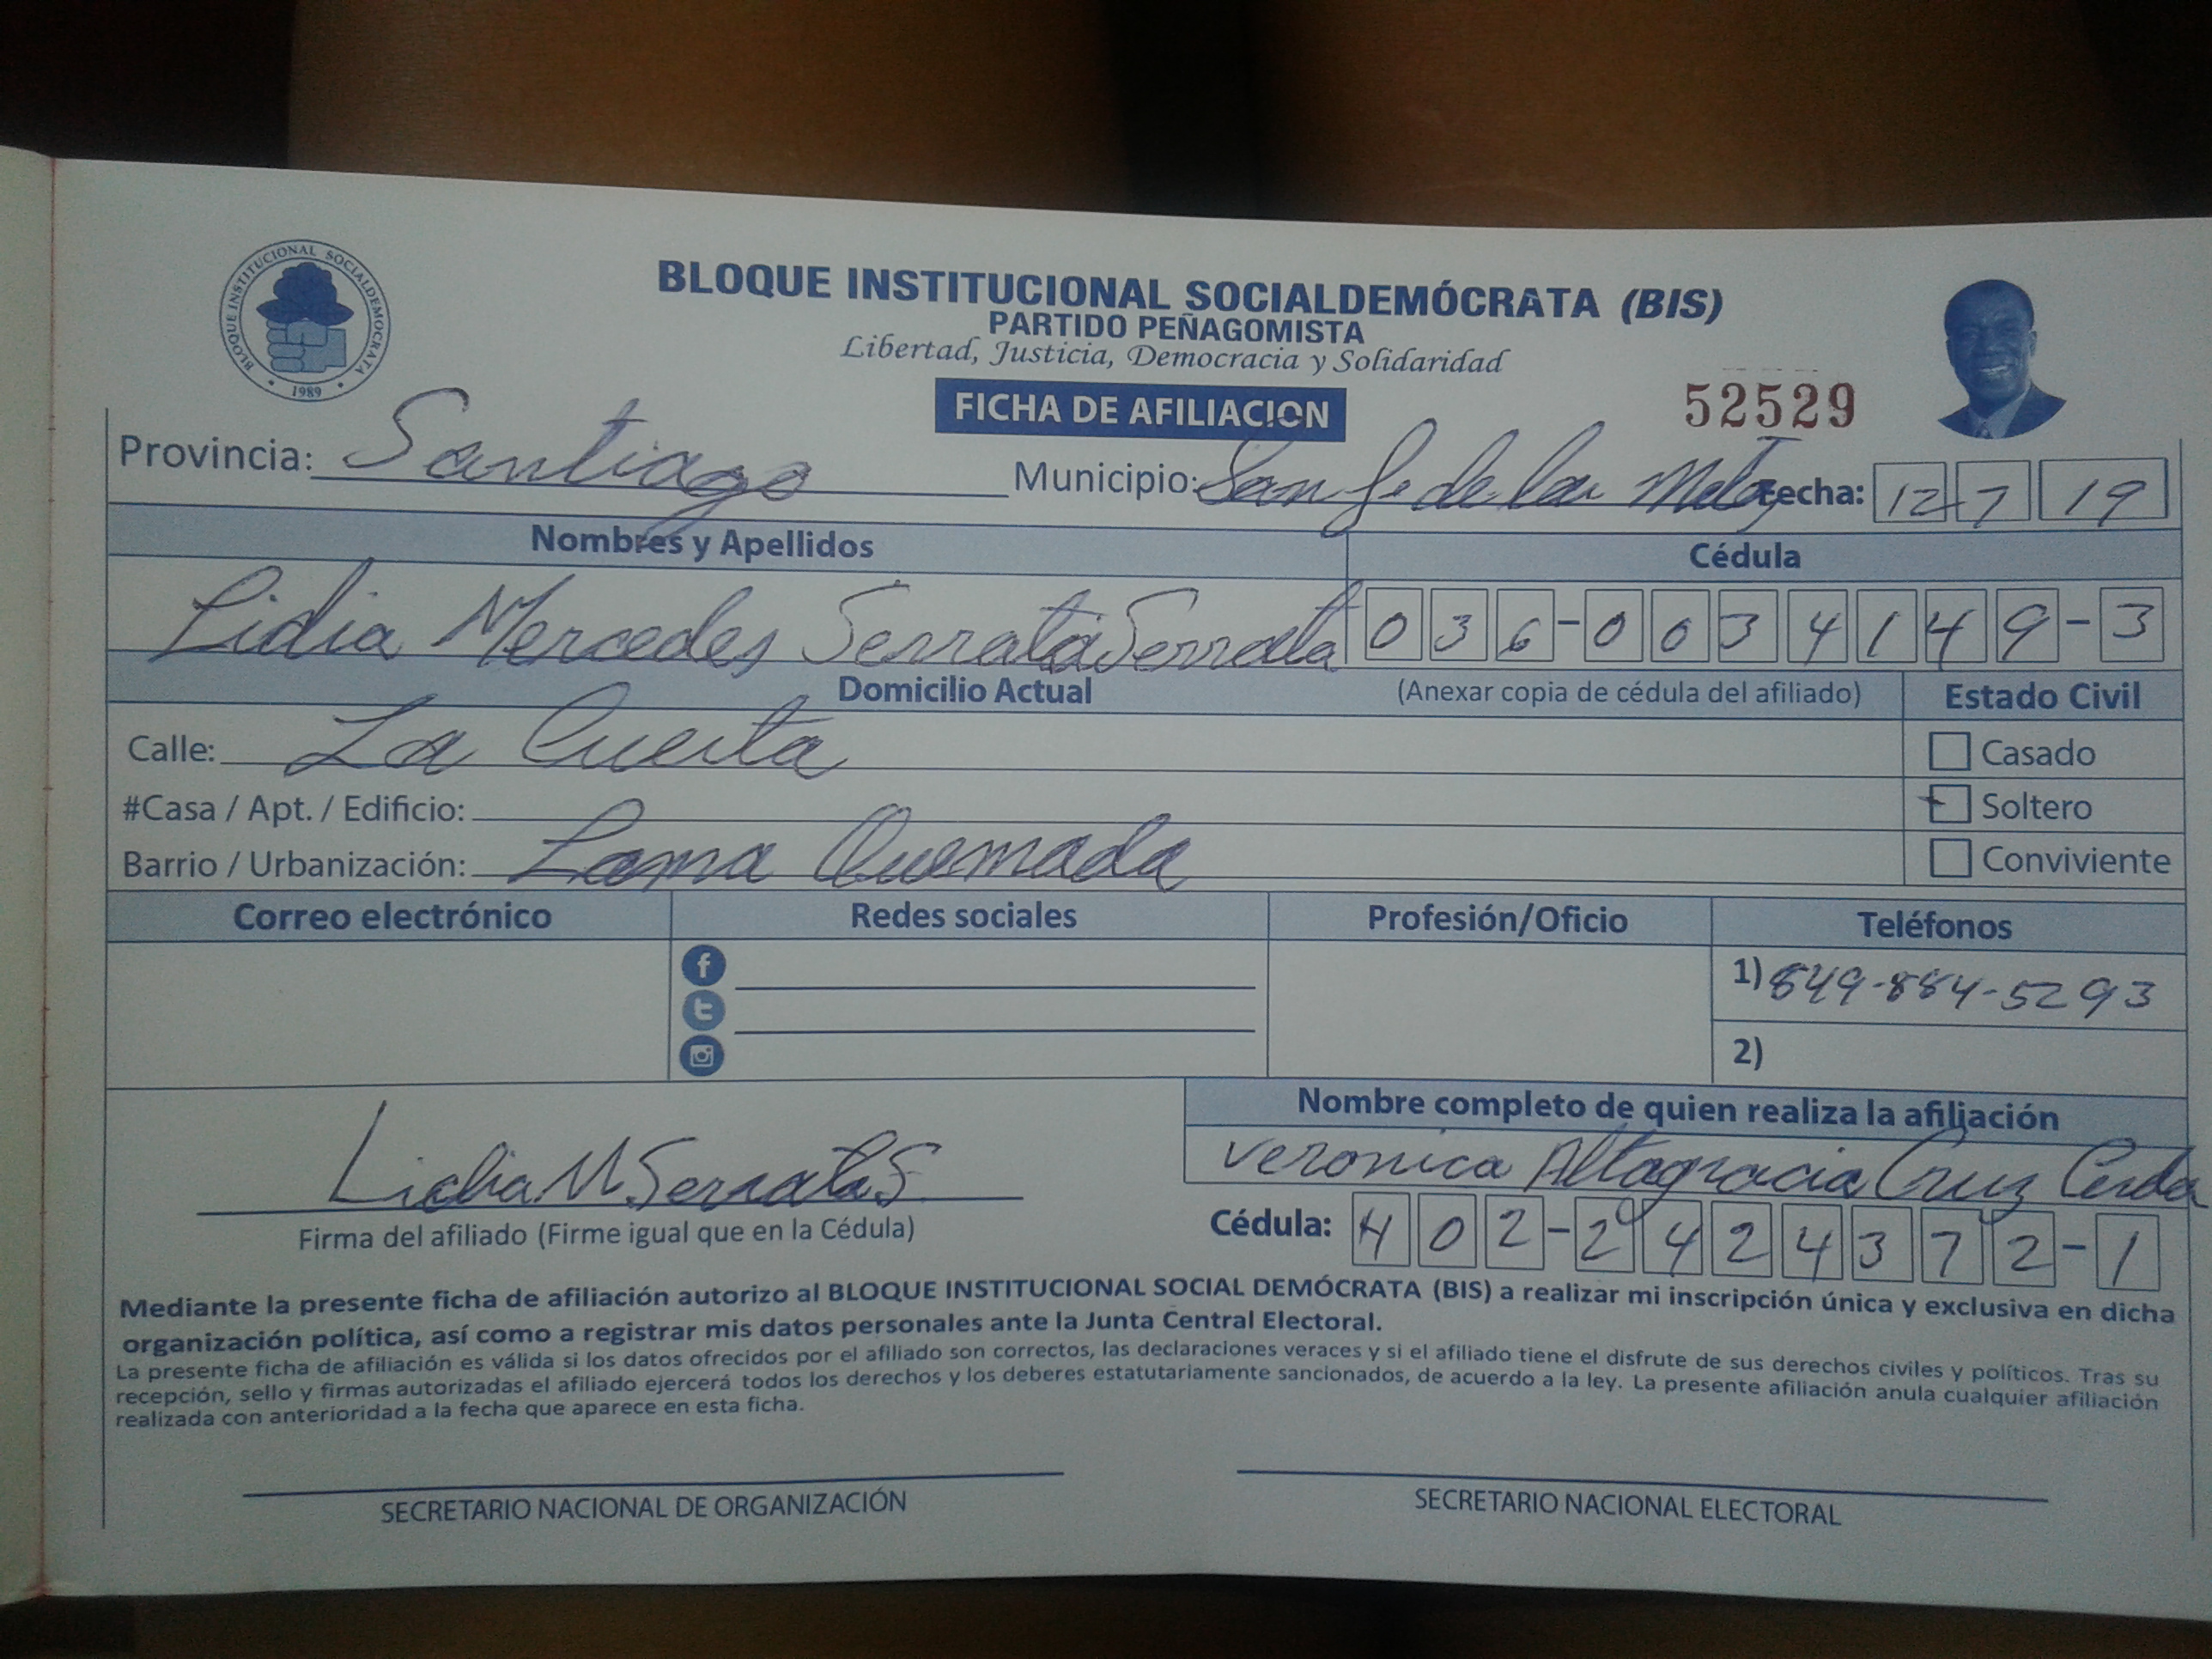 BLOQUE INSTITUCIONAL SOCIALDEMOCRATA
1989
BLOQUE INSTITUCIONAL SOCIALDEMÓCRATA (BIS)
PARTIDO PEÑAGOMISTA
Libertad, Justicia, Democracia y Solidaridad
FICHA DE AFILIACION
52529
Provincia: Santiago Municipio: San J. de las Mata Fecha: 12 7 19
Nombres y Apellidos Cédula
Lidia Mercedes Serrata Serrata 036-0034149-3
Domicilio Actual (Anexar copia de cédula del afiliado) Estado Civil
Calle: La Cuesta Casado
#Casa / Apt. / Edificio: Soltero
Barrio / Urbanización: Loma Quemada Conviviente
Correo electrónico Redes sociales Profesión/Oficio Teléfonos
1) 849-884-5293
2)
Nombre completo de quien realiza la afiliación
Lidia M Serrata S Veronica Altagracia Cruz Cerda
Firma del afiliado (Firme igual que en la Cédula) Cédula: 402-2424372-1
Mediante la presente ficha de afiliación autorizo al BLOQUE INSTITUCIONAL SOCIAL DEMÓCRATA (BIS) a realizar mi inscripción única y exclusiva en dicha
organización política, así como a registrar mis datos personales ante la Junta Central Electoral.
La presente ficha de afiliación es válida si los datos ofrecidos por el afiliado son correctos, las declaraciones veraces y si el afiliado tiene el disfrute de sus derechos civiles y políticos. Tras su
recepción, sello y firmas autorizadas el afiliado ejercerá todos los derechos y los deberes estatutariamente sancionados, de acuerdo a la ley. La presente afiliación anula cualquier afiliación
realizada con anterioridad a la fecha que aparece en esta ficha.
SECRETARIO NACIONAL DE ORGANIZACIÓN SECRETARIO NACIONAL ELECTORAL